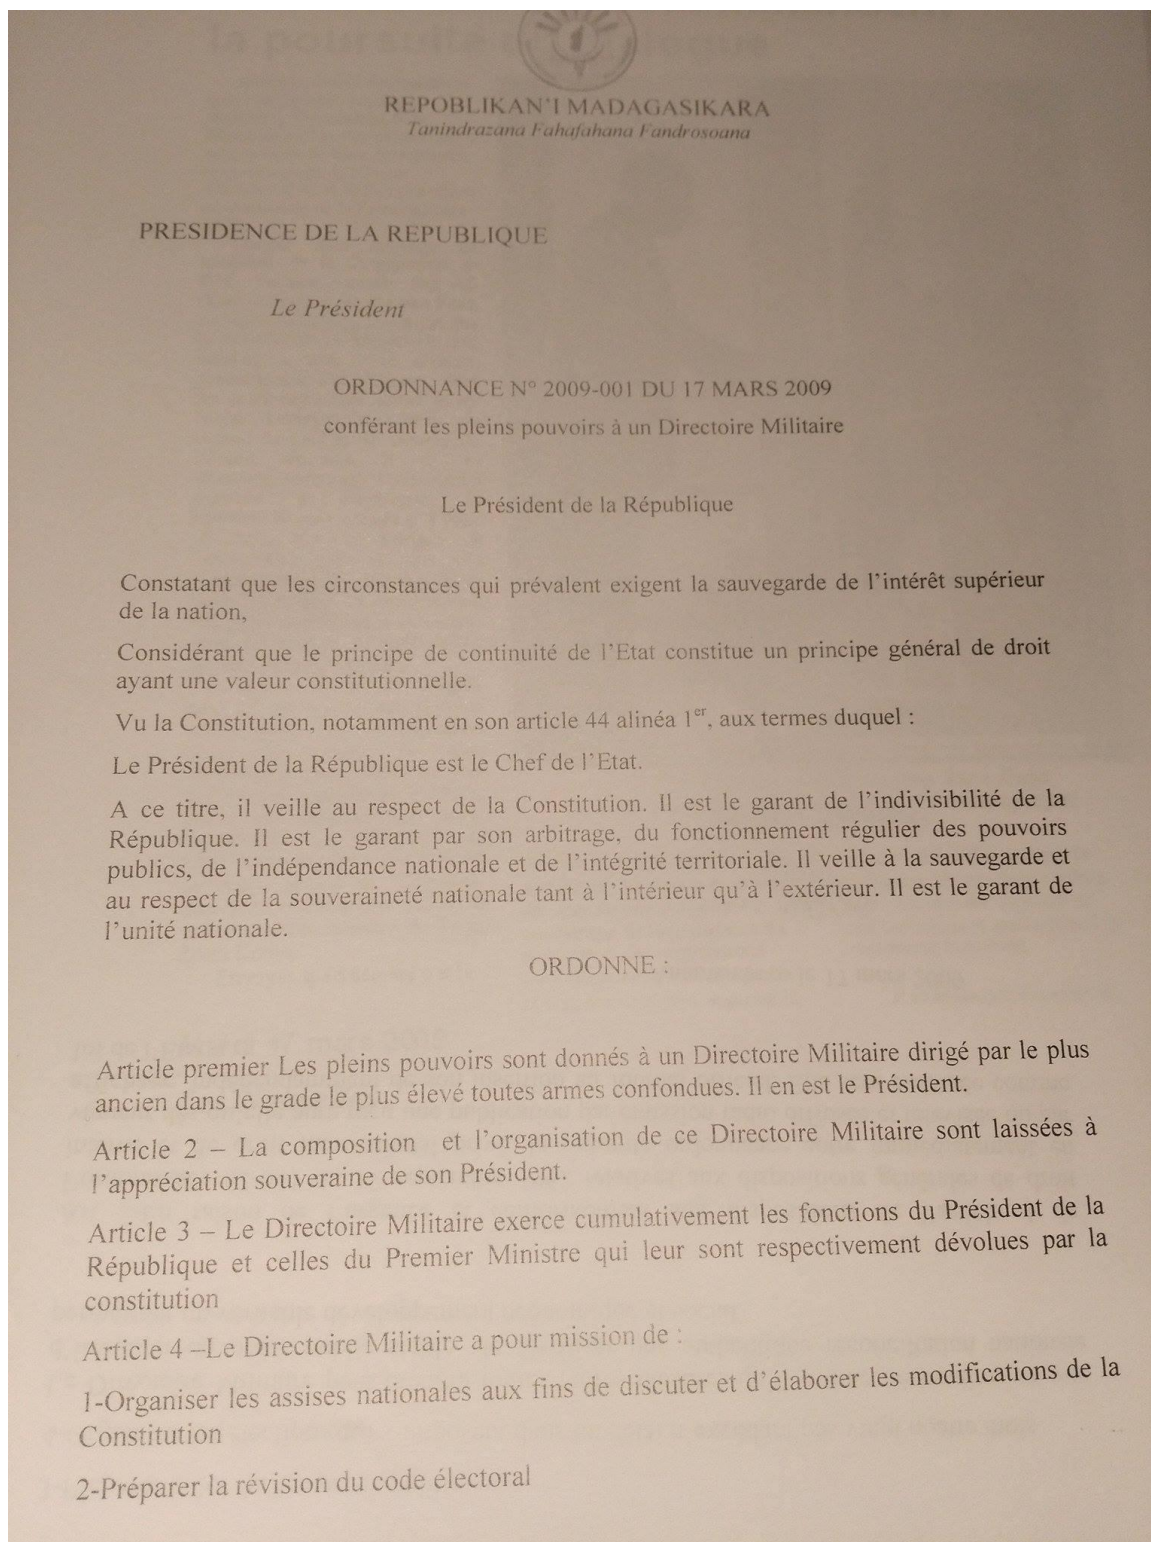 REPOBLIKAN'I MADAGASIKARA
Tanindrazana Fahafahana Fandrosoana
PRESIDENCE DE LA REPUBLIQUE
Le Président
ORDONNANCE N° 2009-001 DU 17 MARS 2009
conférant les pleins pouvoirs à un Directoire Militaire
Le Président de la République
Constatant que les circonstances qui prévalent exigent la sauvegarde de l'intérêt supérieur
de la nation,
Considérant que le principe de continuité de l'Etat constitue un principe général de droit
ayant une valeur constitutionnelle.
Vu la Constitution, notamment en son article 44 alinéa 1er, aux termes duquel :
Le Président de la République est le Chef de l'Etat.
A ce titre, il veille au respect de la Constitution. Il est le garant de l'indivisibilité de la
République. Il est le garant par son arbitrage, du fonctionnement régulier des pouvoirs
publics, de l'indépendance nationale et de l'intégrité territoriale. Il veille à la sauvegarde et
au respect de la souveraineté nationale tant à l'intérieur qu'à l'extérieur. Il est le garant de
l'unité nationale.
ORDONNE :
Article premier Les pleins pouvoirs sont donnés à un Directoire Militaire dirigé par le plus
ancien dans le grade le plus élevé toutes armes confondues. Il en est le Président.
Article 2 – La composition et l'organisation de ce Directoire Militaire sont laissées à
l'appréciation souveraine de son Président.
Article 3 – Le Directoire Militaire exerce cumulativement les fonctions du Président de la
République et celles du Premier Ministre qui leur sont respectivement dévolues par la
constitution
Article 4 –Le Directoire Militaire a pour mission de :
1-Organiser les assises nationales aux fins de discuter et d'élaborer les modifications de la
Constitution
2-Préparer la révision du code électoral